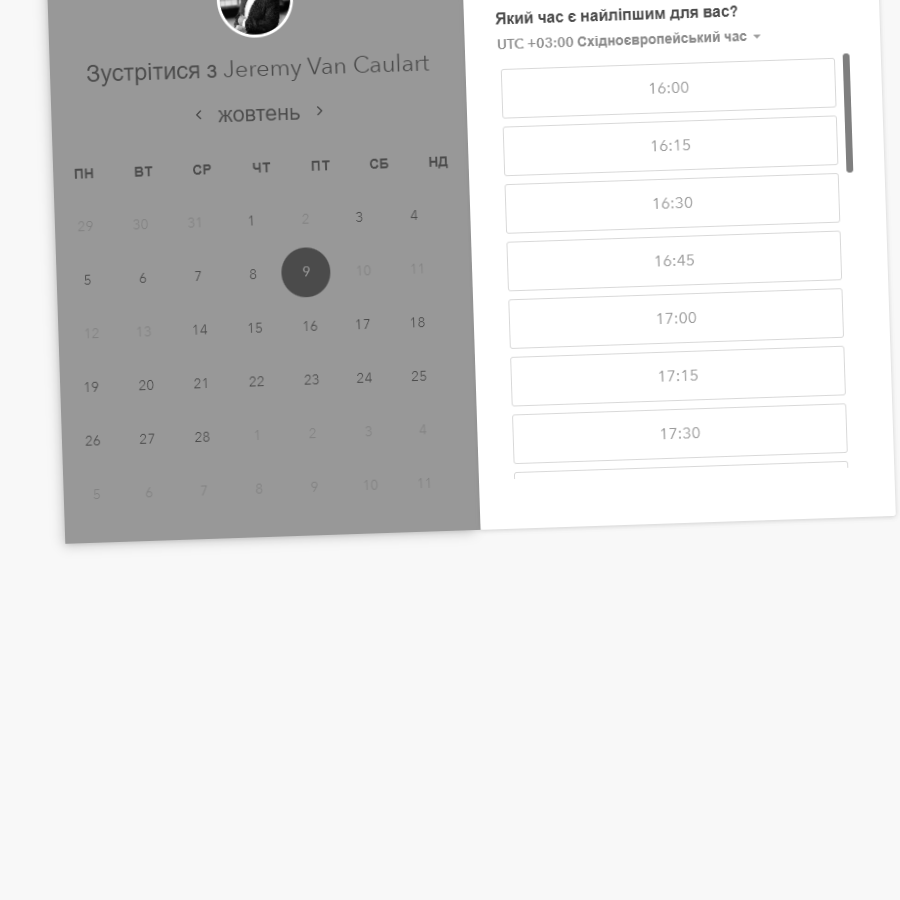 Зустрітися з Jeremy Van Caulart
‹ жовтень ›
ПН ВТ СР ЧТ ПТ СБ НД
29 30 31 1 2 3 4
5 6 7 8 9 10 11
12 13 14 15 16 17 18
19 20 21 22 23 24 25
26 27 28 1 2 3 4
5 6 7 8 9 10 11
Який час є найліпшим для вас?
UTC +03:00 Східноєвропейський час
16:00
16:15
16:30
16:45
17:00
17:15
17:30